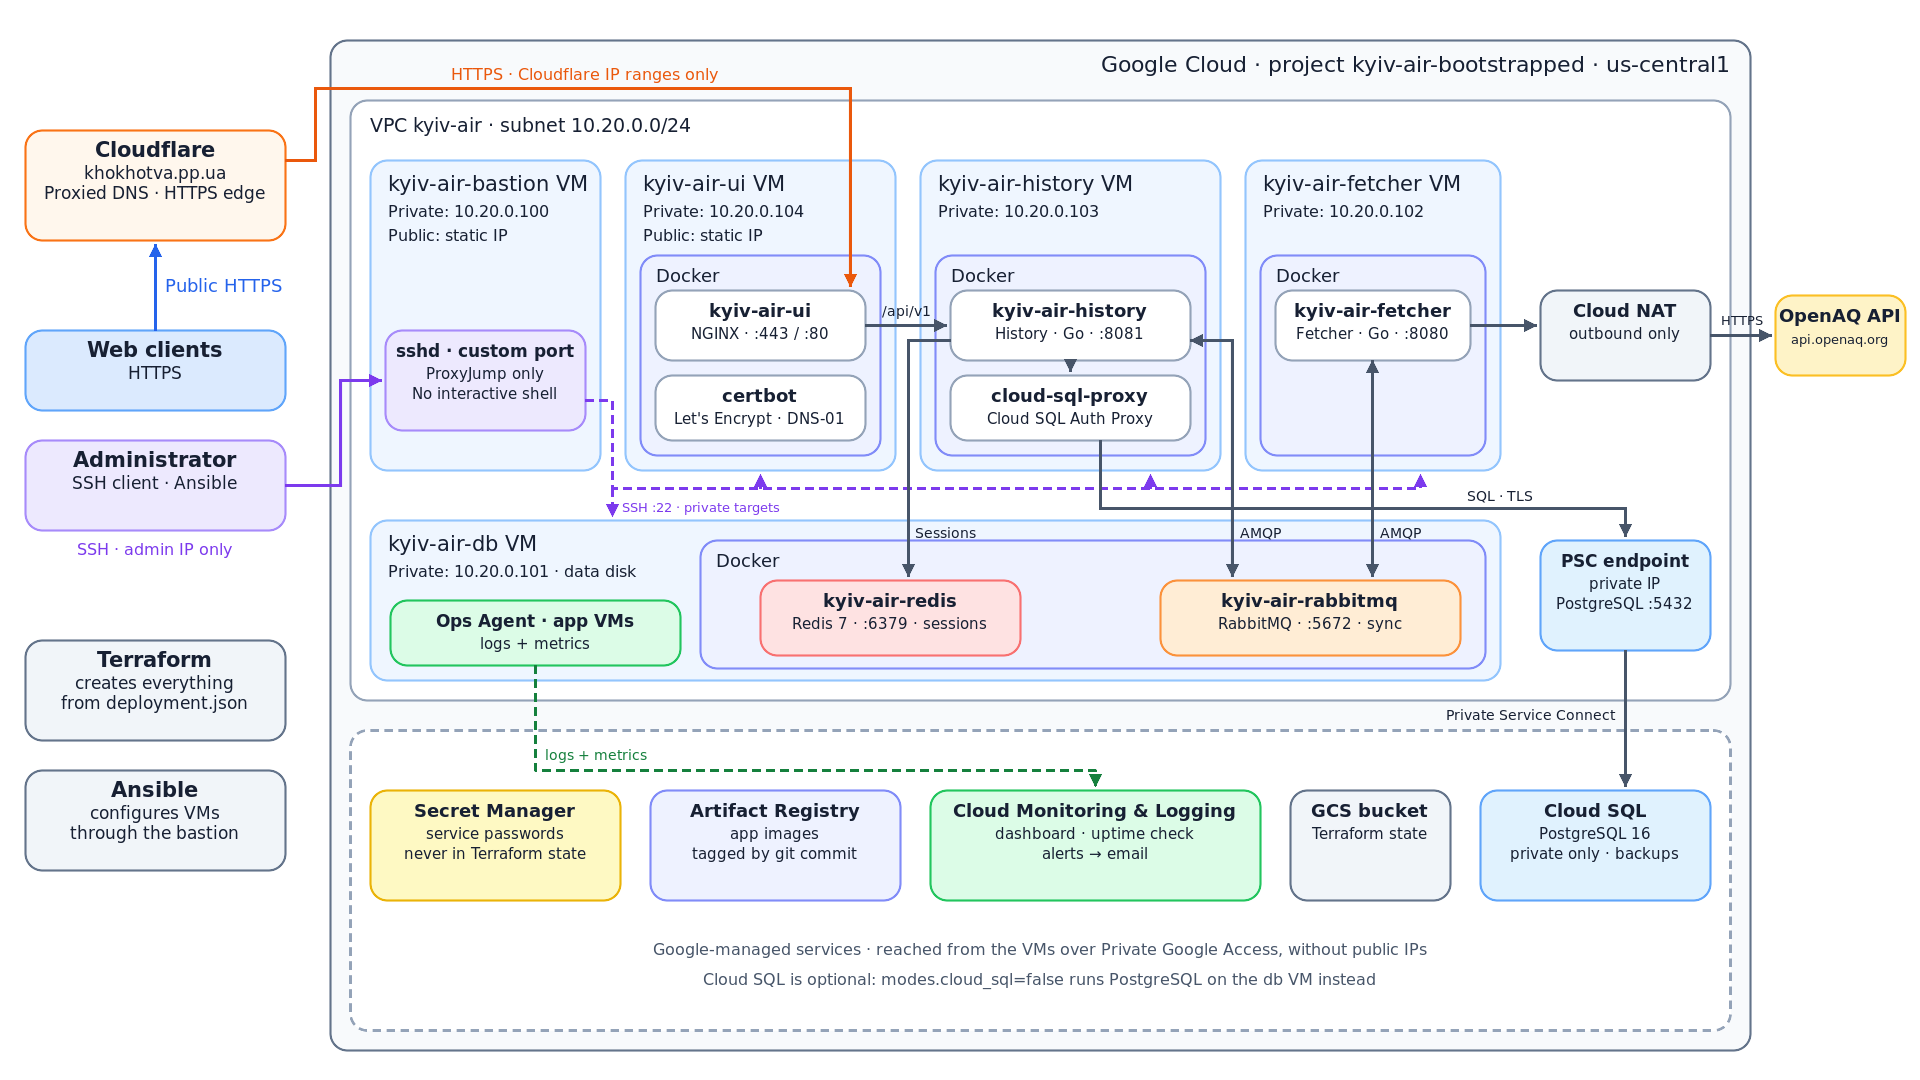 Google Cloud · project kyiv-air-bootstrapped · us-central1
HTTPS · Cloudflare IP ranges only
Cloudflare
khokhotva.pp.ua
Proxied DNS · HTTPS edge
Public HTTPS
Web clients
HTTPS
Administrator
SSH client · Ansible
SSH · admin IP only
Terraform
creates everything
from deployment.json
Ansible
configures VMs
through the bastion
VPC kyiv-air · subnet 10.20.0.0/24
kyiv-air-bastion VM
Private: 10.20.0.100
Public: static IP
sshd · custom port
ProxyJump only
No interactive shell
kyiv-air-ui VM
Private: 10.20.0.104
Public: static IP
Docker
kyiv-air-ui
NGINX · :443 / :80
certbot
Let's Encrypt · DNS-01
/api/v1
kyiv-air-history VM
Private: 10.20.0.103
Docker
kyiv-air-history
History · Go · :8081
cloud-sql-proxy
Cloud SQL Auth Proxy
kyiv-air-fetcher VM
Private: 10.20.0.102
Docker
kyiv-air-fetcher
Fetcher · Go · :8080
Cloud NAT
outbound only
HTTPS
OpenAQ API
api.openaq.org
SSH :22 · private targets
SQL · TLS
Sessions
AMQP
AMQP
kyiv-air-db VM
Private: 10.20.0.101 · data disk
Ops Agent · app VMs
logs + metrics
Docker
kyiv-air-redis
Redis 7 · :6379 · sessions
kyiv-air-rabbitmq
RabbitMQ · :5672 · sync
PSC endpoint
private IP
PostgreSQL :5432
Private Service Connect
logs + metrics
Secret Manager
service passwords
never in Terraform state
Artifact Registry
app images
tagged by git commit
Cloud Monitoring & Logging
dashboard · uptime check
alerts → email
GCS bucket
Terraform state
Cloud SQL
PostgreSQL 16
private only · backups
Google-managed services · reached from the VMs over Private Google Access, without public IPs
Cloud SQL is optional: modes.cloud_sql=false runs PostgreSQL on the db VM instead